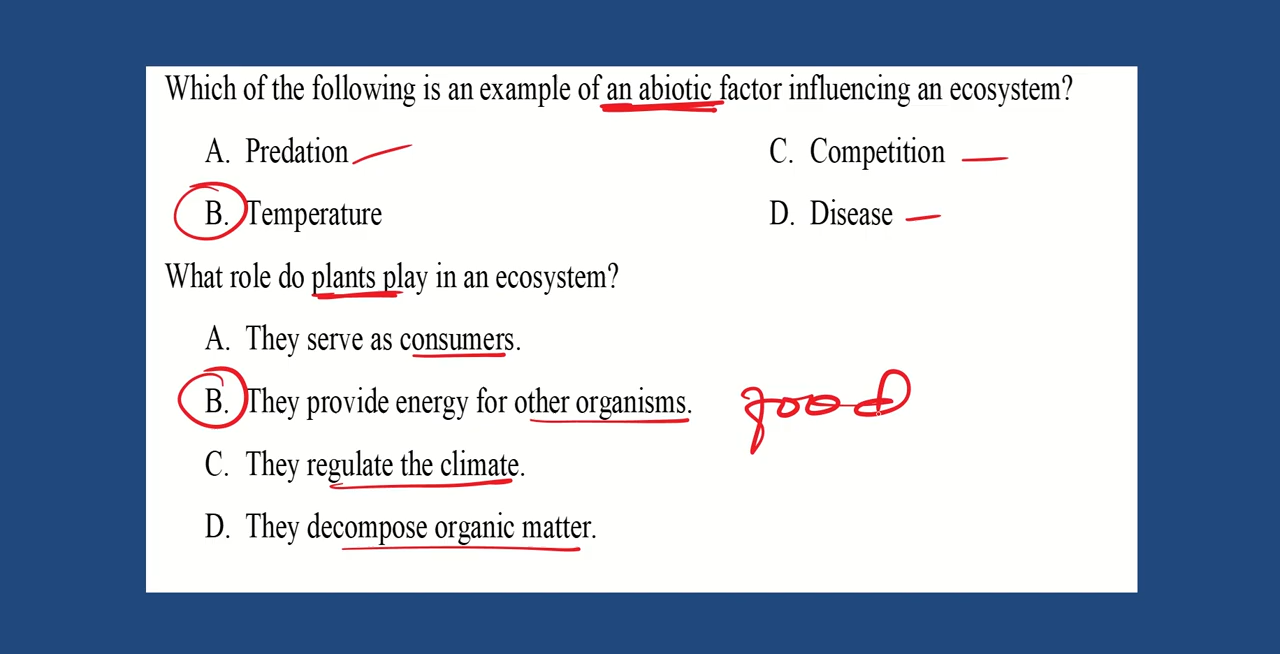 Which of the following is an example of an abiotic factor influencing an ecosystem?
A. Predation C. Competition
B. Temperature D. Disease
What role do plants play in an ecosystem?
A. They serve as consumers.
B. They provide energy for other organisms.
C. They regulate the climate.
D. They decompose organic matter.